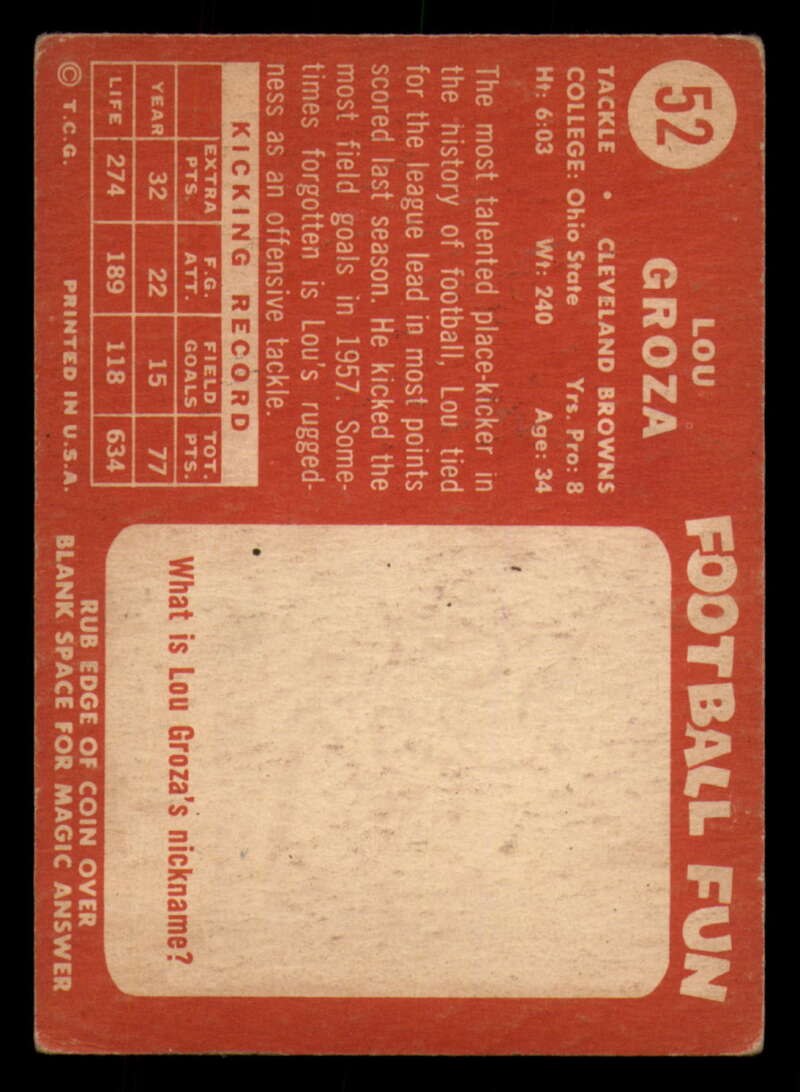 52
LOU
GROZA
TACKLE • CLEVELAND BROWNS
COLLEGE: Ohio State Yrs. Pro: 8
Ht: 6:03 Wt: 240 Age: 34
The most talented place-kicker in
the history of football, Lou tied
for the league lead in most points
scored last season. He kicked the
most field goals in 1957. Some-
times forgotten is Lou's rugged-
ness as an offensive tackle.
KICKING RECORD
EXTRA PTS. F.G. ATT. FIELD GOALS TOT. PTS.
YEAR 32 22 15 77
LIFE 274 189 118 634
© T.C.G. PRINTED IN U.S.A.
FOOTBALL FUN
What is Lou Groza's nickname?
RUB EDGE OF COIN OVER
BLANK SPACE FOR MAGIC ANSWER